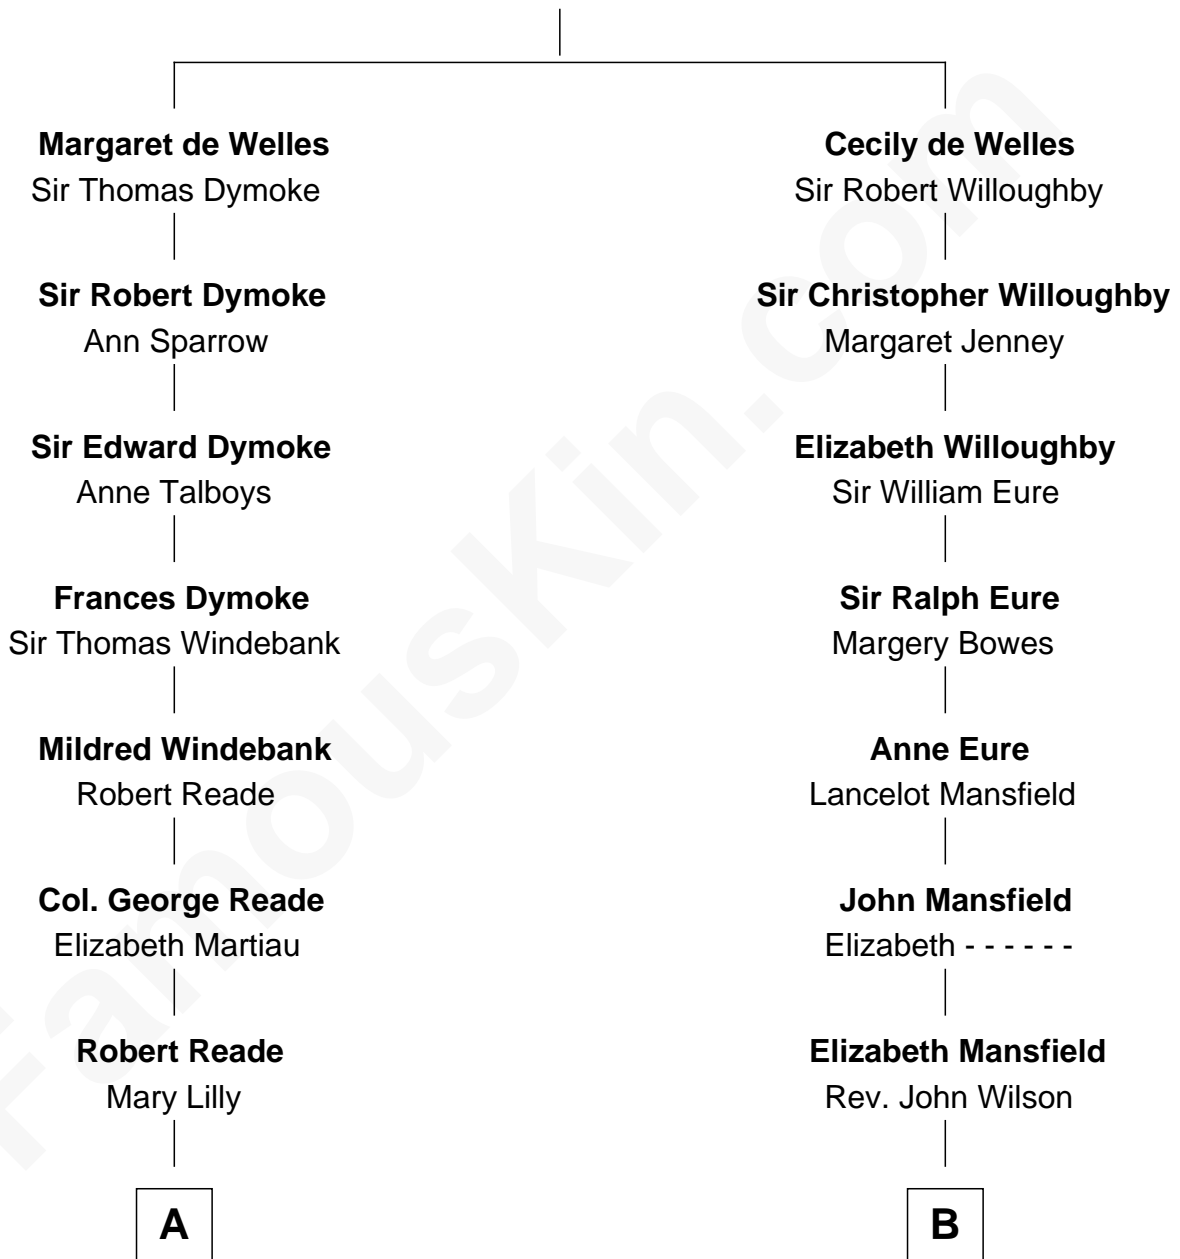 Margaret de Welles
Sir Thomas Dymoke
Sir Robert Dymoke
Ann Sparrow
Sir Edward Dymoke
Anne Talboys
Frances Dymoke
Sir Thomas Windebank
Mildred Windebank
Robert Reade
Col. George Reade
Elizabeth Martiau
Robert Reade
Mary Lilly
A
Cecily de Welles
Sir Robert Willoughby
Sir Christopher Willoughby
Margaret Jenney
Elizabeth Willoughby
Sir William Eure
Sir Ralph Eure
Margery Bowes
Anne Eure
Lancelot Mansfield
John Mansfield
Elizabeth - - - - - -
Elizabeth Mansfield
Rev. John Wilson
B
FamousKin.com